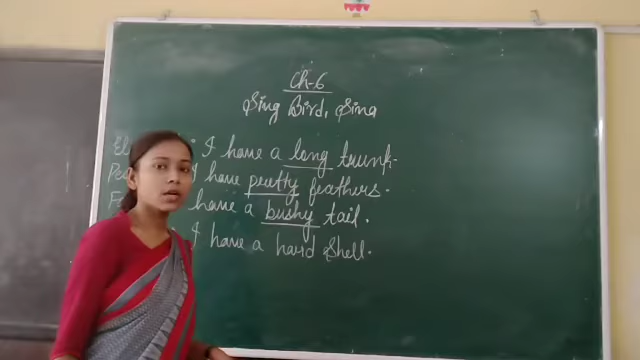 Ch-6
Sing Bird, Sing
I have a long trunk.
I have pretty feathers.
have a bushy tail.
I have a hard shell.